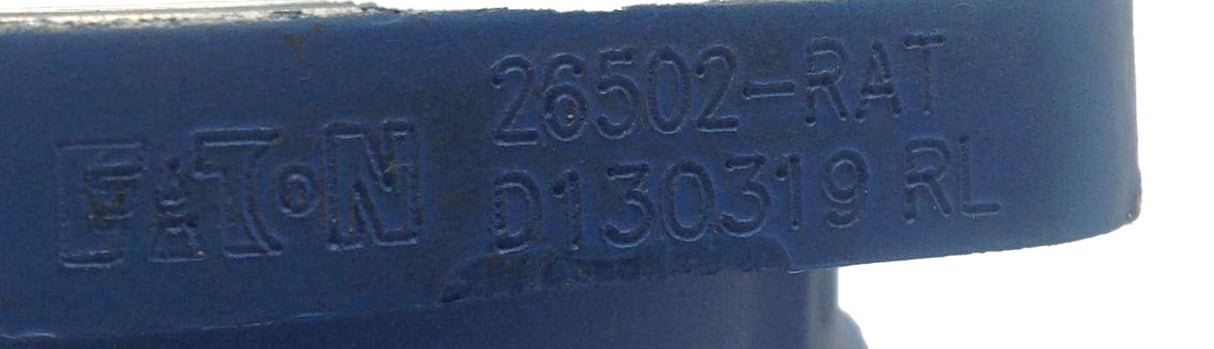 EATON
26502-RAT
D130319 RL